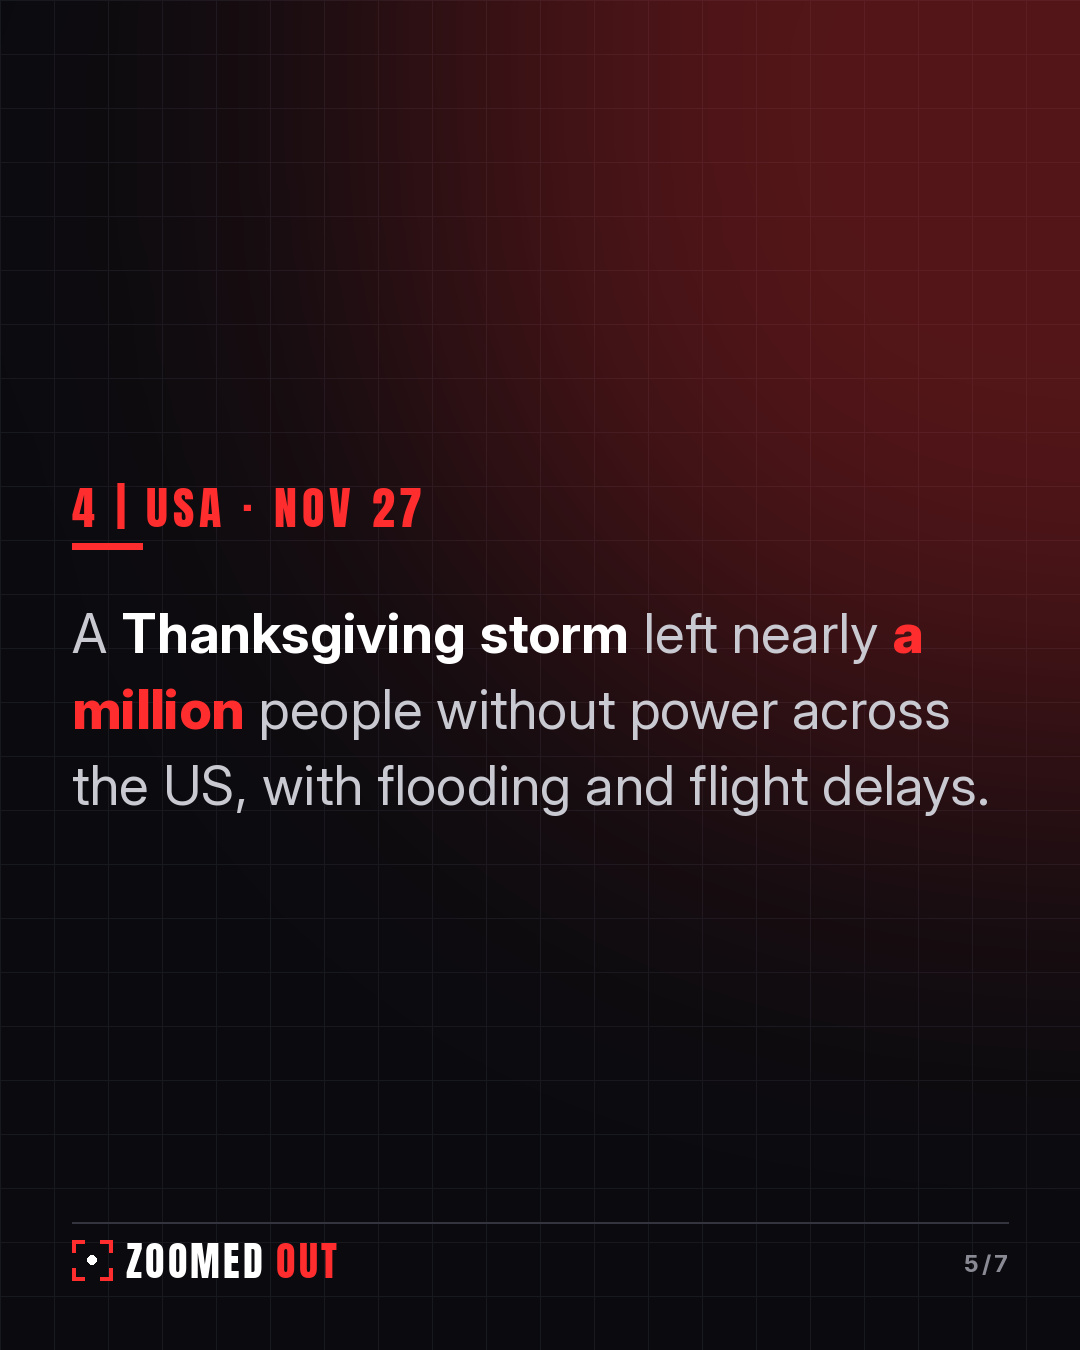 4 | USA · NOV 27
A Thanksgiving storm left nearly a
million people without power across
the US, with flooding and flight delays.
ZOOMED OUT
5/7